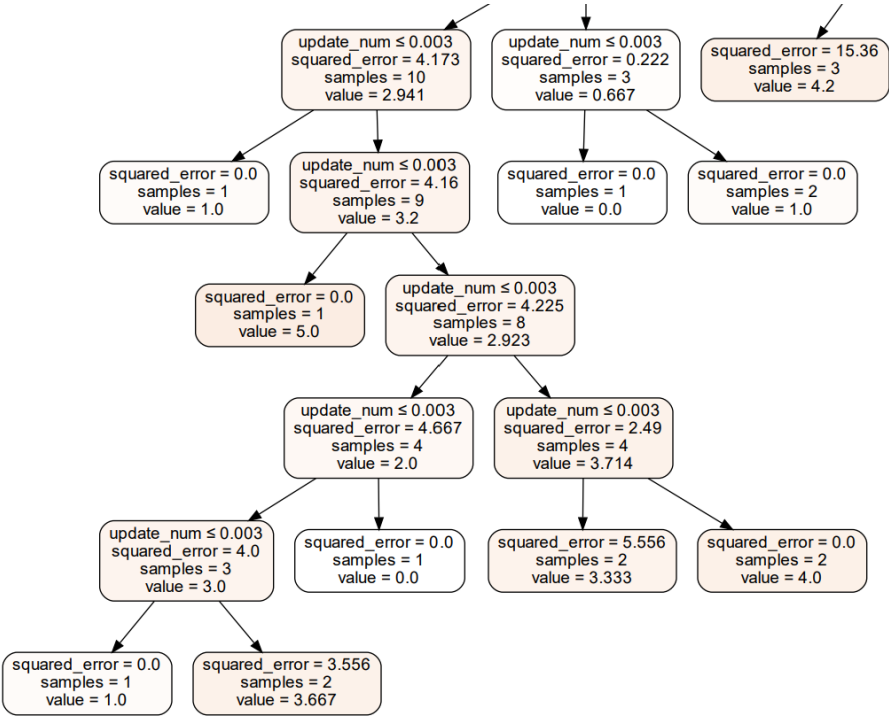 update_num ≤ 0.003
squared_error = 4.173
samples = 10
value = 2.941
update_num ≤ 0.003
squared_error = 0.222
samples = 3
value = 0.667
squared_error = 15.36
samples = 3
value = 4.2
squared_error = 0.0
samples = 1
value = 1.0
update_num ≤ 0.003
squared_error = 4.16
samples = 9
value = 3.2
squared_error = 0.0
samples = 1
value = 0.0
squared_error = 0.0
samples = 2
value = 1.0
squared_error = 0.0
samples = 1
value = 5.0
update_num ≤ 0.003
squared_error = 4.225
samples = 8
value = 2.923
update_num ≤ 0.003
squared_error = 4.667
samples = 4
value = 2.0
update_num ≤ 0.003
squared_error = 2.49
samples = 4
value = 3.714
update_num ≤ 0.003
squared_error = 4.0
samples = 3
value = 3.0
squared_error = 0.0
samples = 1
value = 0.0
squared_error = 5.556
samples = 2
value = 3.333
squared_error = 0.0
samples = 2
value = 4.0
squared_error = 0.0
samples = 1
value = 1.0
squared_error = 3.556
samples = 2
value = 3.667